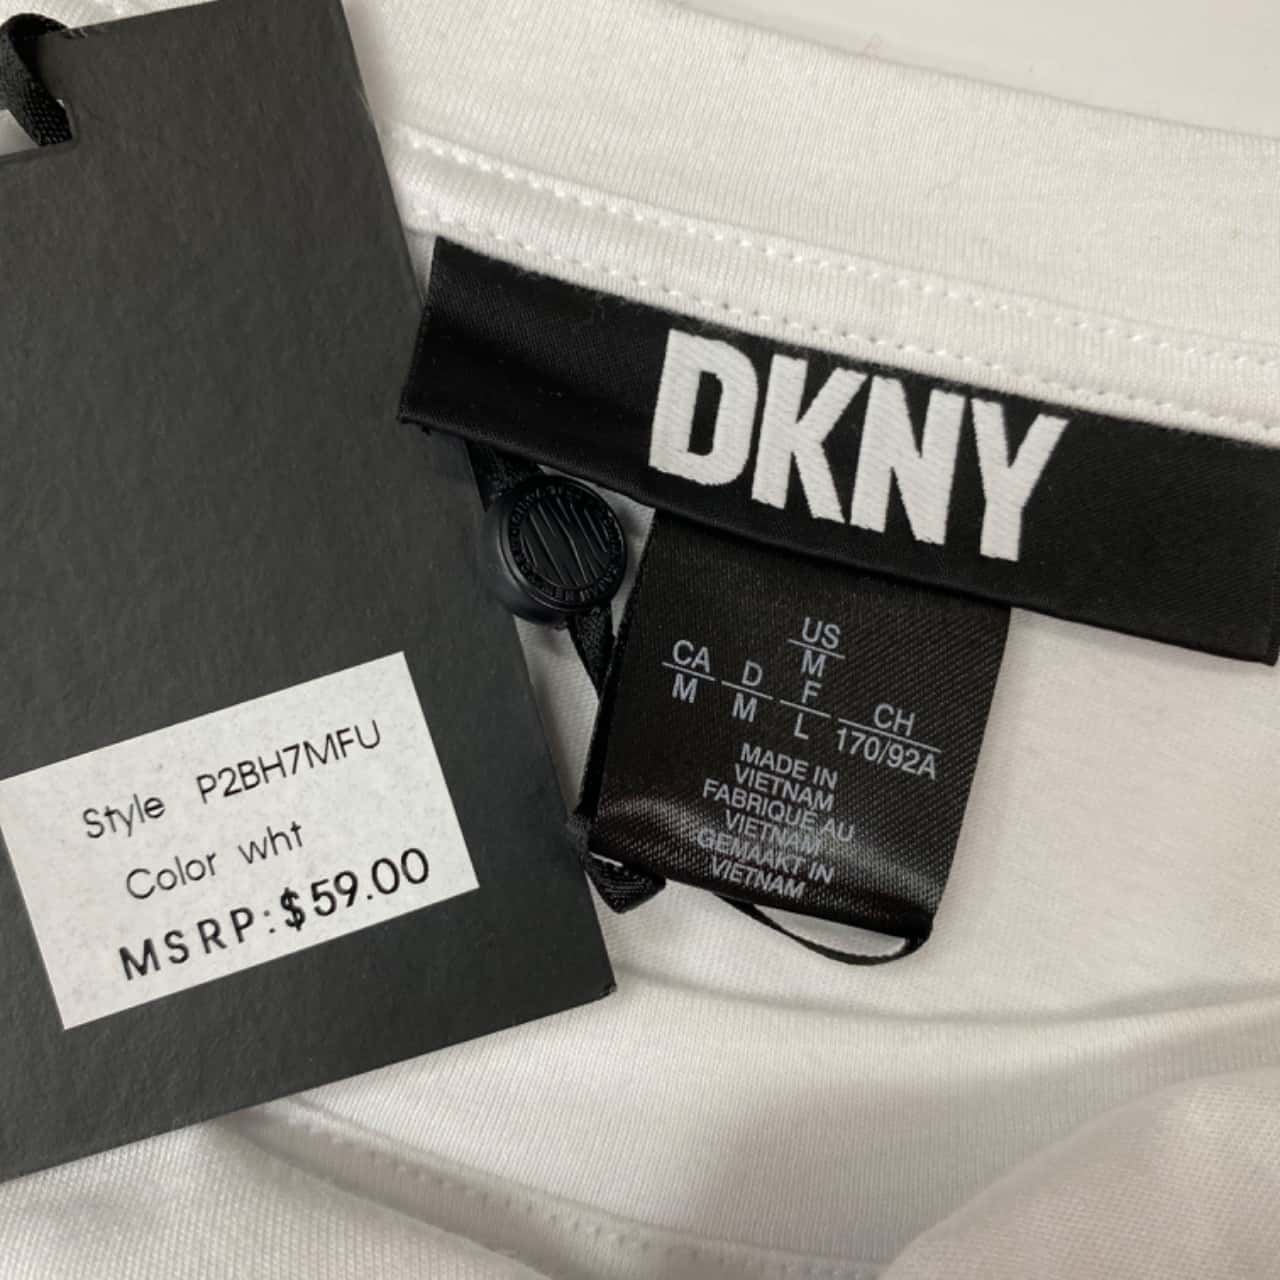 DKNY
US
M
CA
M
D
M
F
L
CH
170/92A
MADE IN
VIETNAM
FABRIQUÉ AU
VIETNAM
GEMAAKT IN
VIETNAM
Style P2BH7MFU
Color wht
MSRP:$59.00